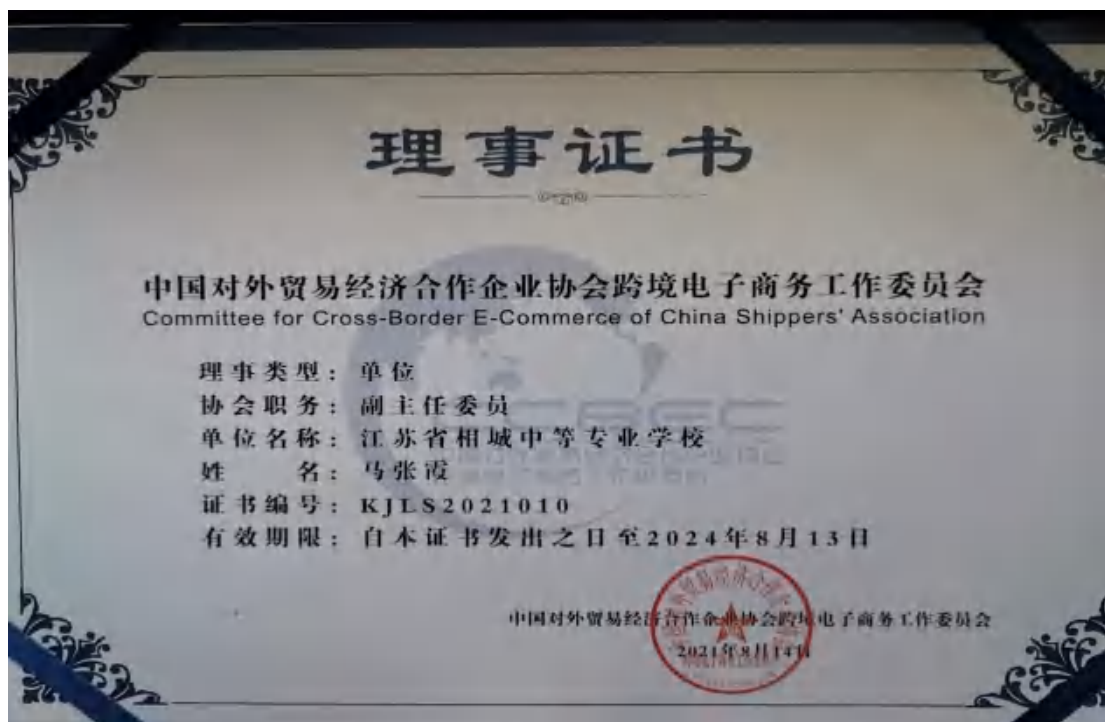 理事证书
中国对外贸易经济合作企业协会跨境电子商务工作委员会
Committee for Cross-Border E-Commerce of China Shippers' Association
理事类型：单位
协会职务：副主任委员
单位名称：江苏省相城中等专业学校
姓 名：马张霞
证书编号：KJLS2021010
有效期限：自本证书发出之日至2024年8月13日
中国对外贸易经济合作企业协会跨境电子商务工作委员会
2021年8月14日